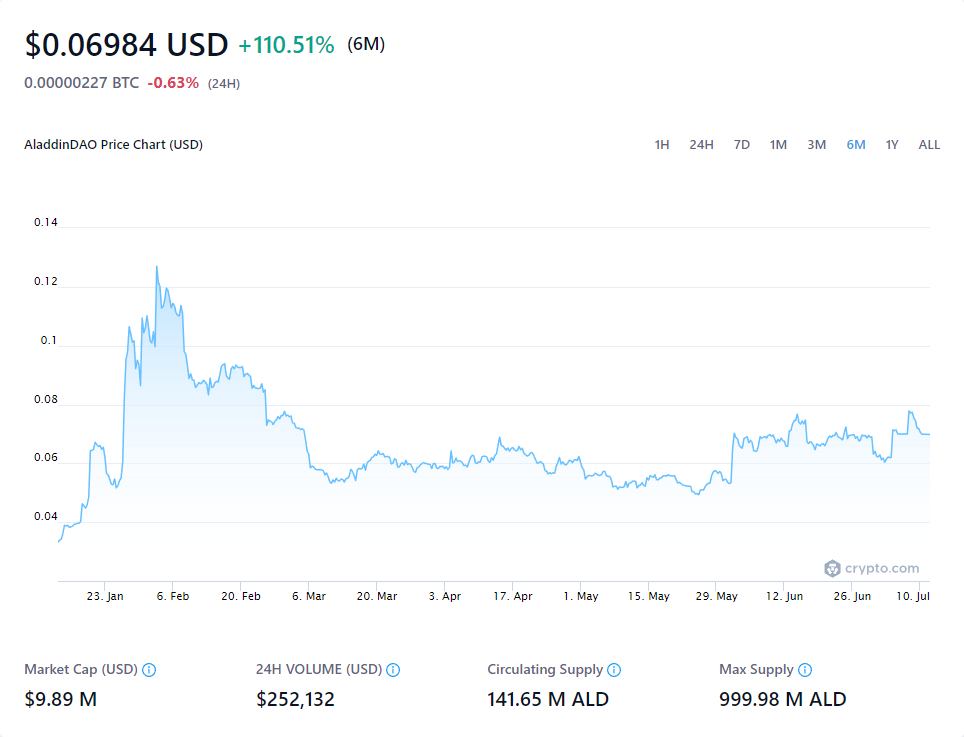 $0.06984 USD +110.51% (6M)
0.00000227 BTC -0.63% (24H)
AladdinDAO Price Chart (USD) 1H 24H 7D 1M 3M 6M 1Y ALL
0.14
0.12
0.1
0.08
0.06
0.04
crypto.com
23. Jan 6. Feb 20. Feb 6. Mar 20. Mar 3. Apr 17. Apr 1. May 15. May 29. May 12. Jun 26. Jun 10. Jul
Market Cap (USD) 24H VOLUME (USD) Circulating Supply Max Supply
$9.89 M $252,132 141.65 M ALD 999.98 M ALD